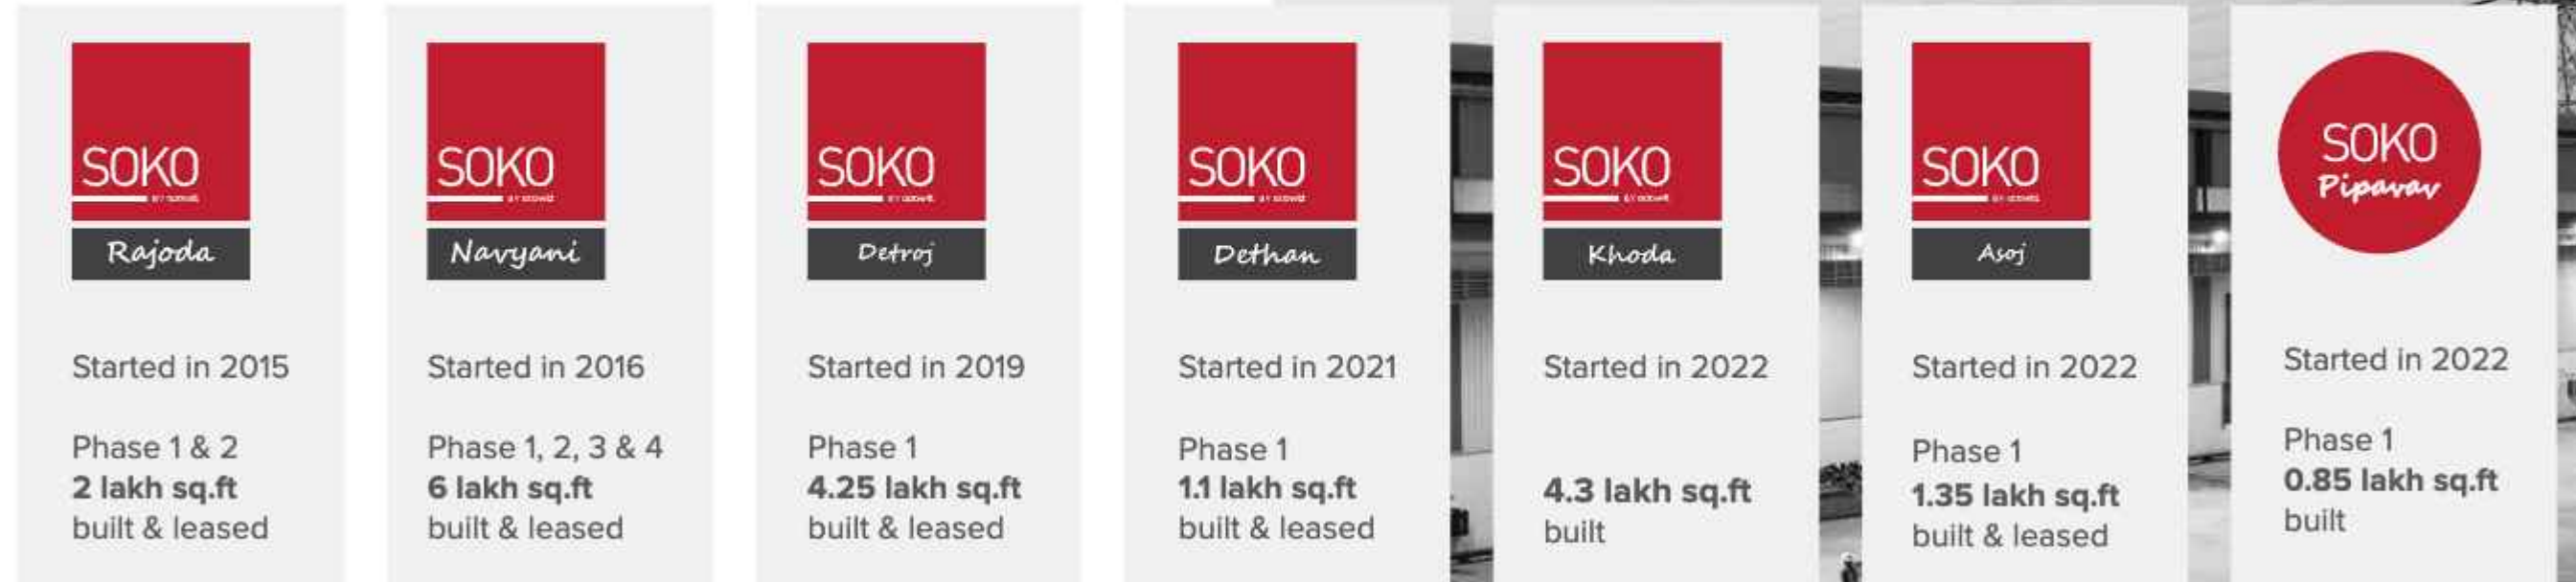 SOKO
Rajoda
Started in 2015
Phase 1 & 2
2 lakh sq.ft
built & leased
SOKO
Navyani
Started in 2016
Phase 1, 2, 3 & 4
6 lakh sq.ft
built & leased
SOKO
Detroj
Started in 2019
Phase 1
4.25 lakh sq.ft
built & leased
SOKO
Dethan
Started in 2021
Phase 1
1.1 lakh sq.ft
built & leased
SOKO
Khoda
Started in 2022
4.3 lakh sq.ft
built
SOKO
Asoj
Started in 2022
Phase 1
1.35 lakh sq.ft
built & leased
SOKO
Pipavav
Started in 2022
Phase 1
0.85 lakh sq.ft
built